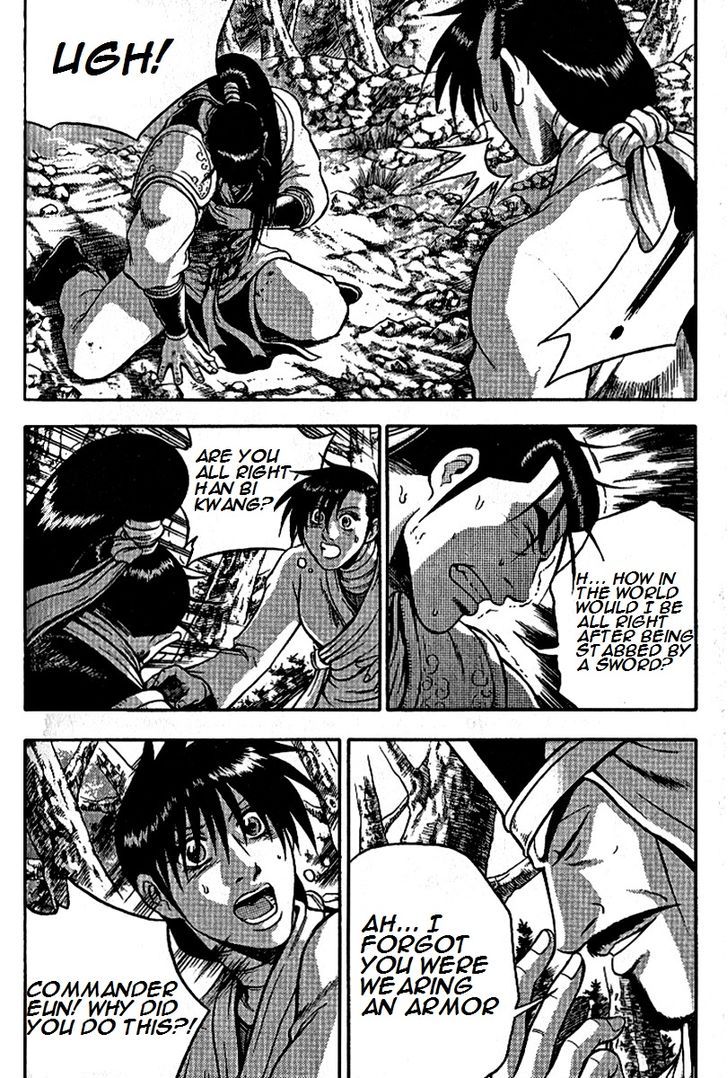 UGH!
!
ARE YOU
ALL RIGHT,
HAN BI
KWANG?
H... HOW IN
THE WORLD
WOULD I BE
ALL RIGHT
AFTER BEING
STABBED BY
A SWORD?
COMMANDER
EUN! WHY DID
YOU DO THIS?!
AH... I
FORGOT
YOU WERE
WEARING
AN ARMOR